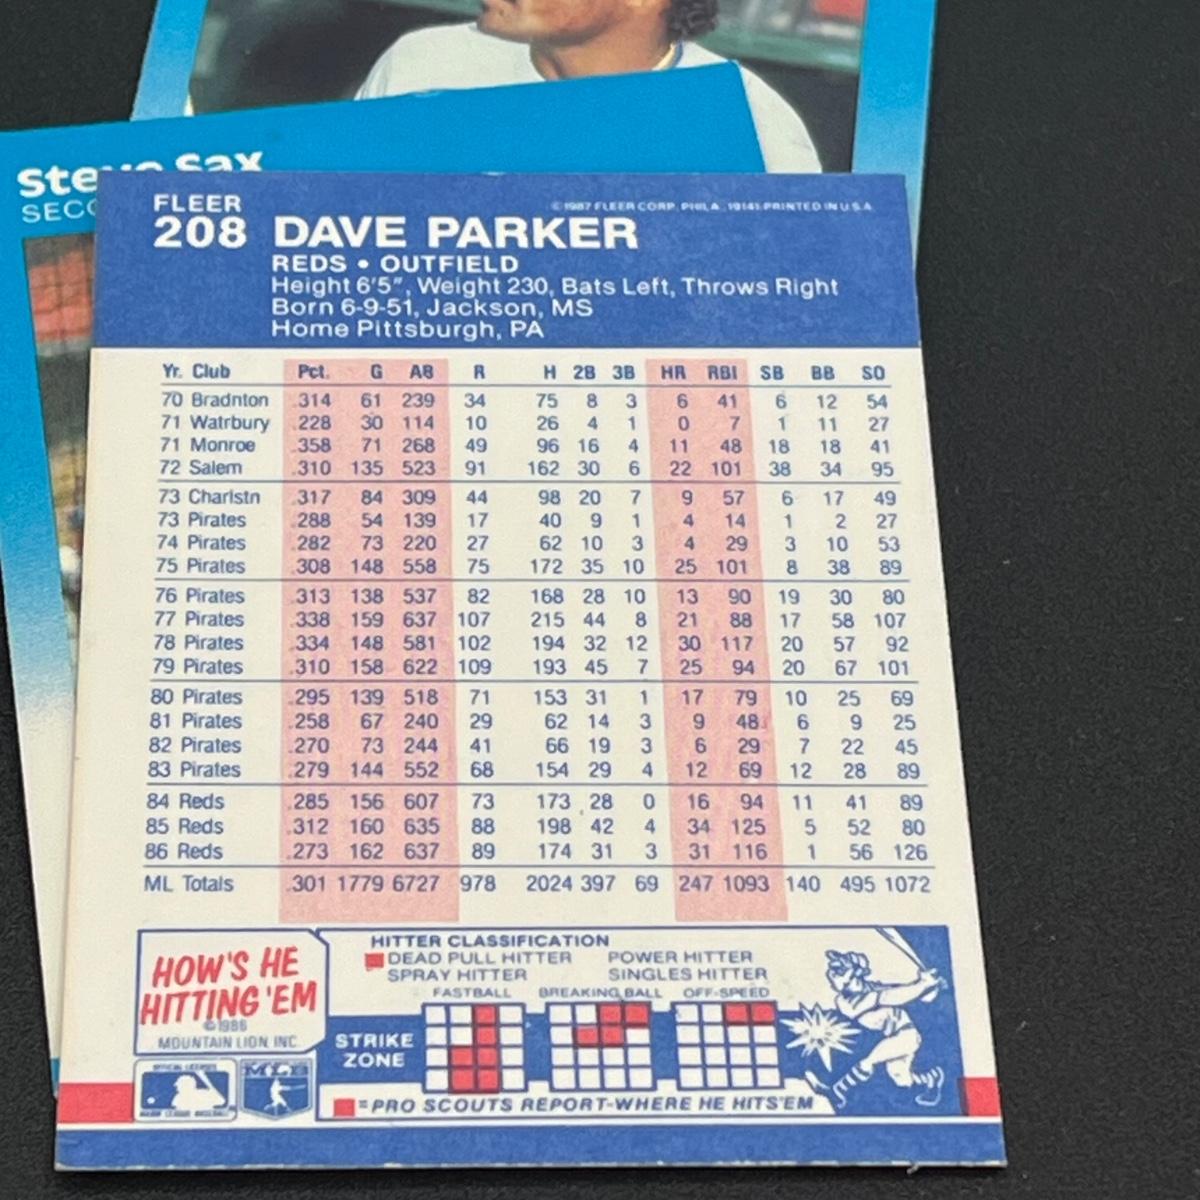 steve sax
SECO
FLEER
208 DAVE PARKER
© 1987 FLEER CORP. PHILA., 19141 PRINTED IN U.S.A.
REDS • OUTFIELD
Height 6'5", Weight 230, Bats Left, Throws Right
Born 6-9-51, Jackson, MS
Home Pittsburgh, PA
Yr. Club Pct. G AB R H 2B 3B HR RBI SB BB SO
70 Bradnton .314 61 239 34 75 8 3 6 41 6 12 54
71 Watrbury .228 30 114 10 26 4 1 0 7 1 11 27
71 Monroe .358 71 268 49 96 16 4 11 48 18 18 41
72 Salem .310 135 523 91 162 30 6 22 101 38 34 95
73 Charlstn .317 84 309 44 98 20 7 9 57 6 17 49
73 Pirates .288 54 139 17 40 9 1 4 14 1 2 27
74 Pirates .282 73 220 27 62 10 3 4 29 3 10 53
75 Pirates .308 148 558 75 172 35 10 25 101 8 38 89
76 Pirates .313 138 537 82 168 28 10 13 90 19 30 80
77 Pirates .338 159 637 107 215 44 8 21 88 17 58 107
78 Pirates .334 148 581 102 194 32 12 30 117 20 57 92
79 Pirates .310 158 622 109 193 45 7 25 94 20 67 101
80 Pirates .295 139 518 71 153 31 1 17 79 10 25 69
81 Pirates .258 67 240 29 62 14 3 9 48 6 9 25
82 Pirates .270 73 244 41 66 19 3 6 29 7 22 45
83 Pirates .279 144 552 68 154 29 4 12 69 12 28 89
84 Reds .285 156 607 73 173 28 0 16 94 11 41 89
85 Reds .312 160 635 88 198 42 4 34 125 5 52 80
86 Reds .273 162 637 89 174 31 3 31 116 1 56 126
ML Totals .301 1779 6727 978 2024 397 69 247 1093 140 495 1072
HOW'S HE
HITTING 'EM
© 1986
MOUNTAIN LION INC.
HITTER CLASSIFICATION
DEAD PULL HITTER POWER HITTER
SPRAY HITTER SINGLES HITTER
FASTBALL BREAKING BALL OFF-SPEED
STRIKE
ZONE
= PRO SCOUTS REPORT-WHERE HE HITS 'EM
MAJOR LEAGUE BASEBALL